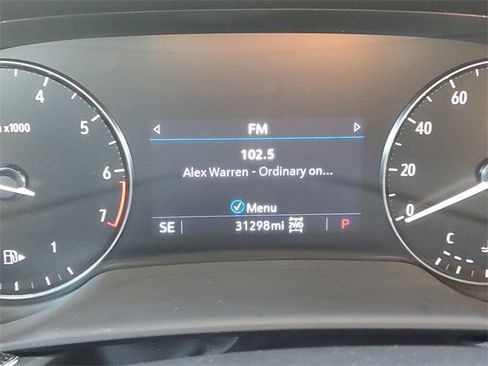 FM
102.5
Alex Warren - Ordinary on...
Menu
SE 31298mi 2WD P
x1000
4
5
6
7
1
60
40
20
0
C